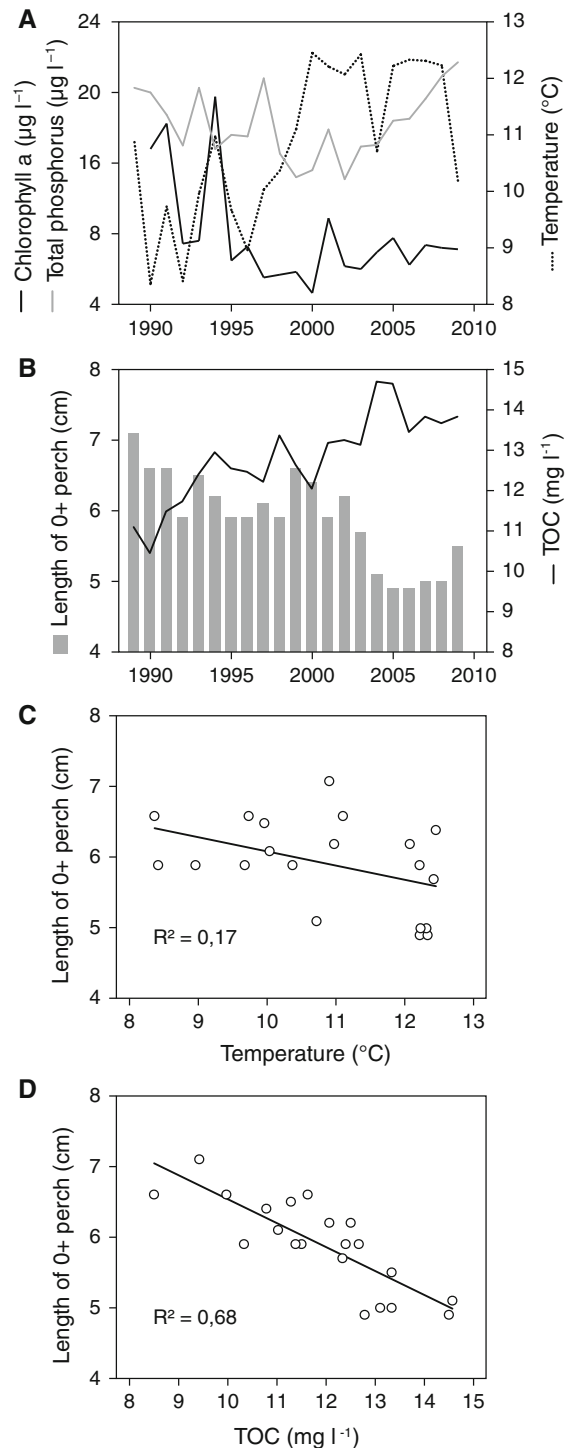 A
24
20
16
8
4
Chlorophyll a (µg l⁻¹)
Total phosphorus (µg l⁻¹)
13
12
11
10
9
8
Temperature (°C)
1990 1995 2000 2005 2010
B
8
7
6
5
4
Length of 0+ perch (cm)
15
14
13
12
11
10
9
8
TOC (mg l⁻¹)
1990 1995 2000 2005 2010
C
8
7
6
5
4
Length of 0+ perch (cm)
R² = 0,17
8 9 10 11 12 13
Temperature (°C)
D
8
7
6
5
4
Length of 0+ perch (cm)
R² = 0,68
8 9 10 11 12 13 14 15
TOC (mg l⁻¹)